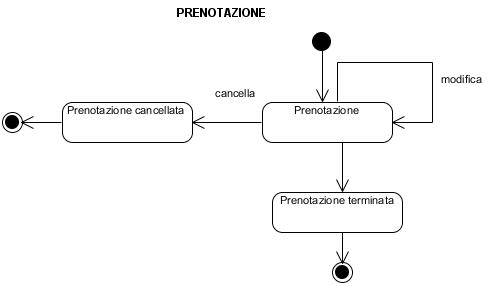 PRENOTAZIONE
modifica
cancella
Prenotazione cancellata
Prenotazione
Prenotazione terminata